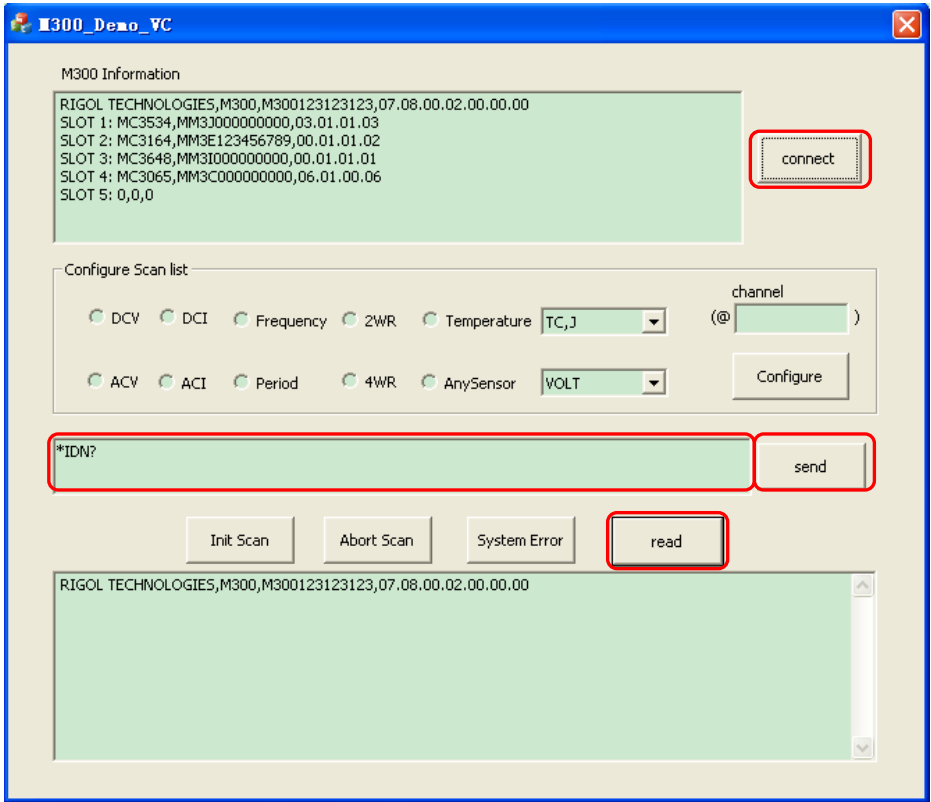 M300_Demo_VC
M300 Information
RIGOL TECHNOLOGIES,M300,M300123123123,07.08.00.02.00.00.00
SLOT 1: MC3534,MM3J000000000,03.01.01.03
SLOT 2: MC3164,MM3E123456789,00.01.01.02
SLOT 3: MC3648,MM3I000000000,00.01.01.01
SLOT 4: MC3065,MM3C000000000,06.01.00.06
SLOT 5: 0,0,0
connect
Configure Scan list
channel
DCV DCI Frequency 2WR Temperature TC,J (@ )
ACV ACI Period 4WR AnySensor VOLT Configure
*IDN?
send
Init Scan Abort Scan System Error read
RIGOL TECHNOLOGIES,M300,M300123123123,07.08.00.02.00.00.00